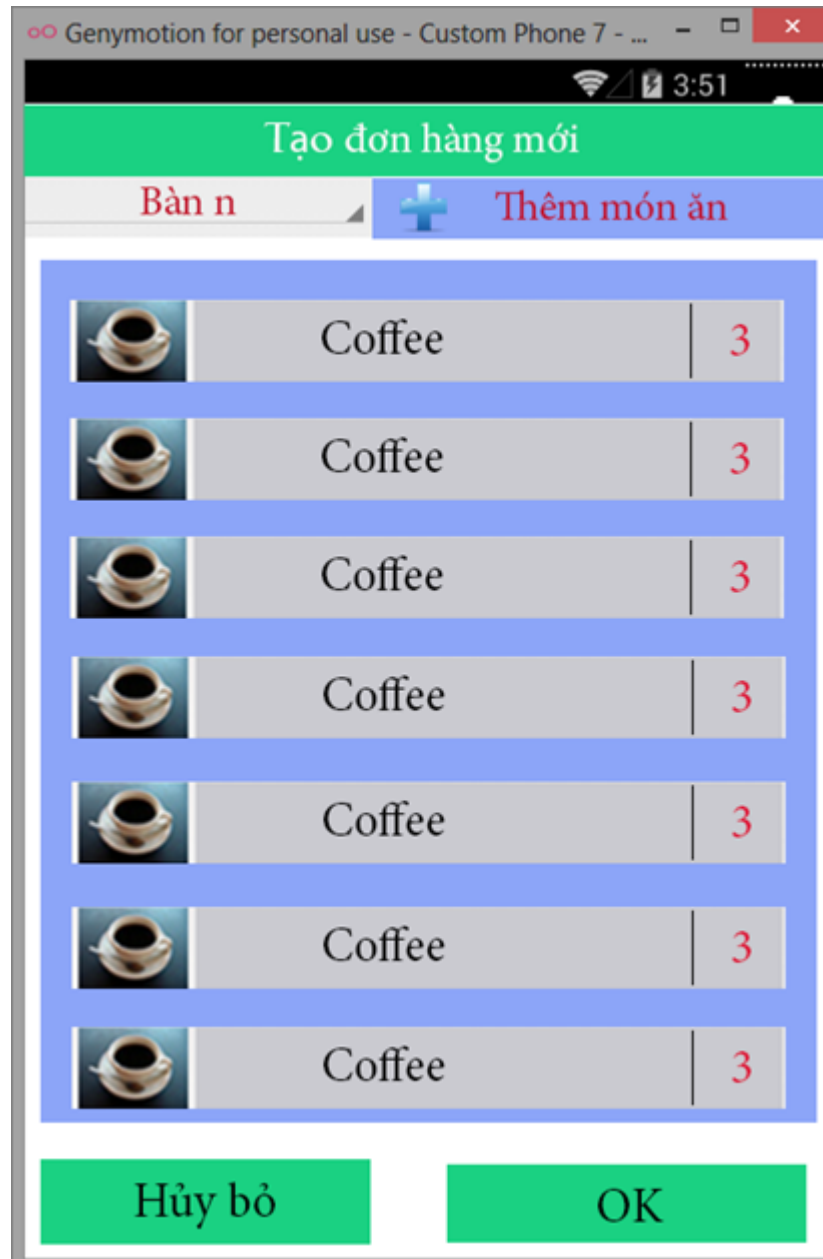 Genymotion for personal use - Custom Phone 7 - ...
3:51
Tạo đơn hàng mới
Bàn n
Thêm món ăn
Coffee 3
Coffee 3
Coffee 3
Coffee 3
Coffee 3
Coffee 3
Coffee 3
Hủy bỏ
OK